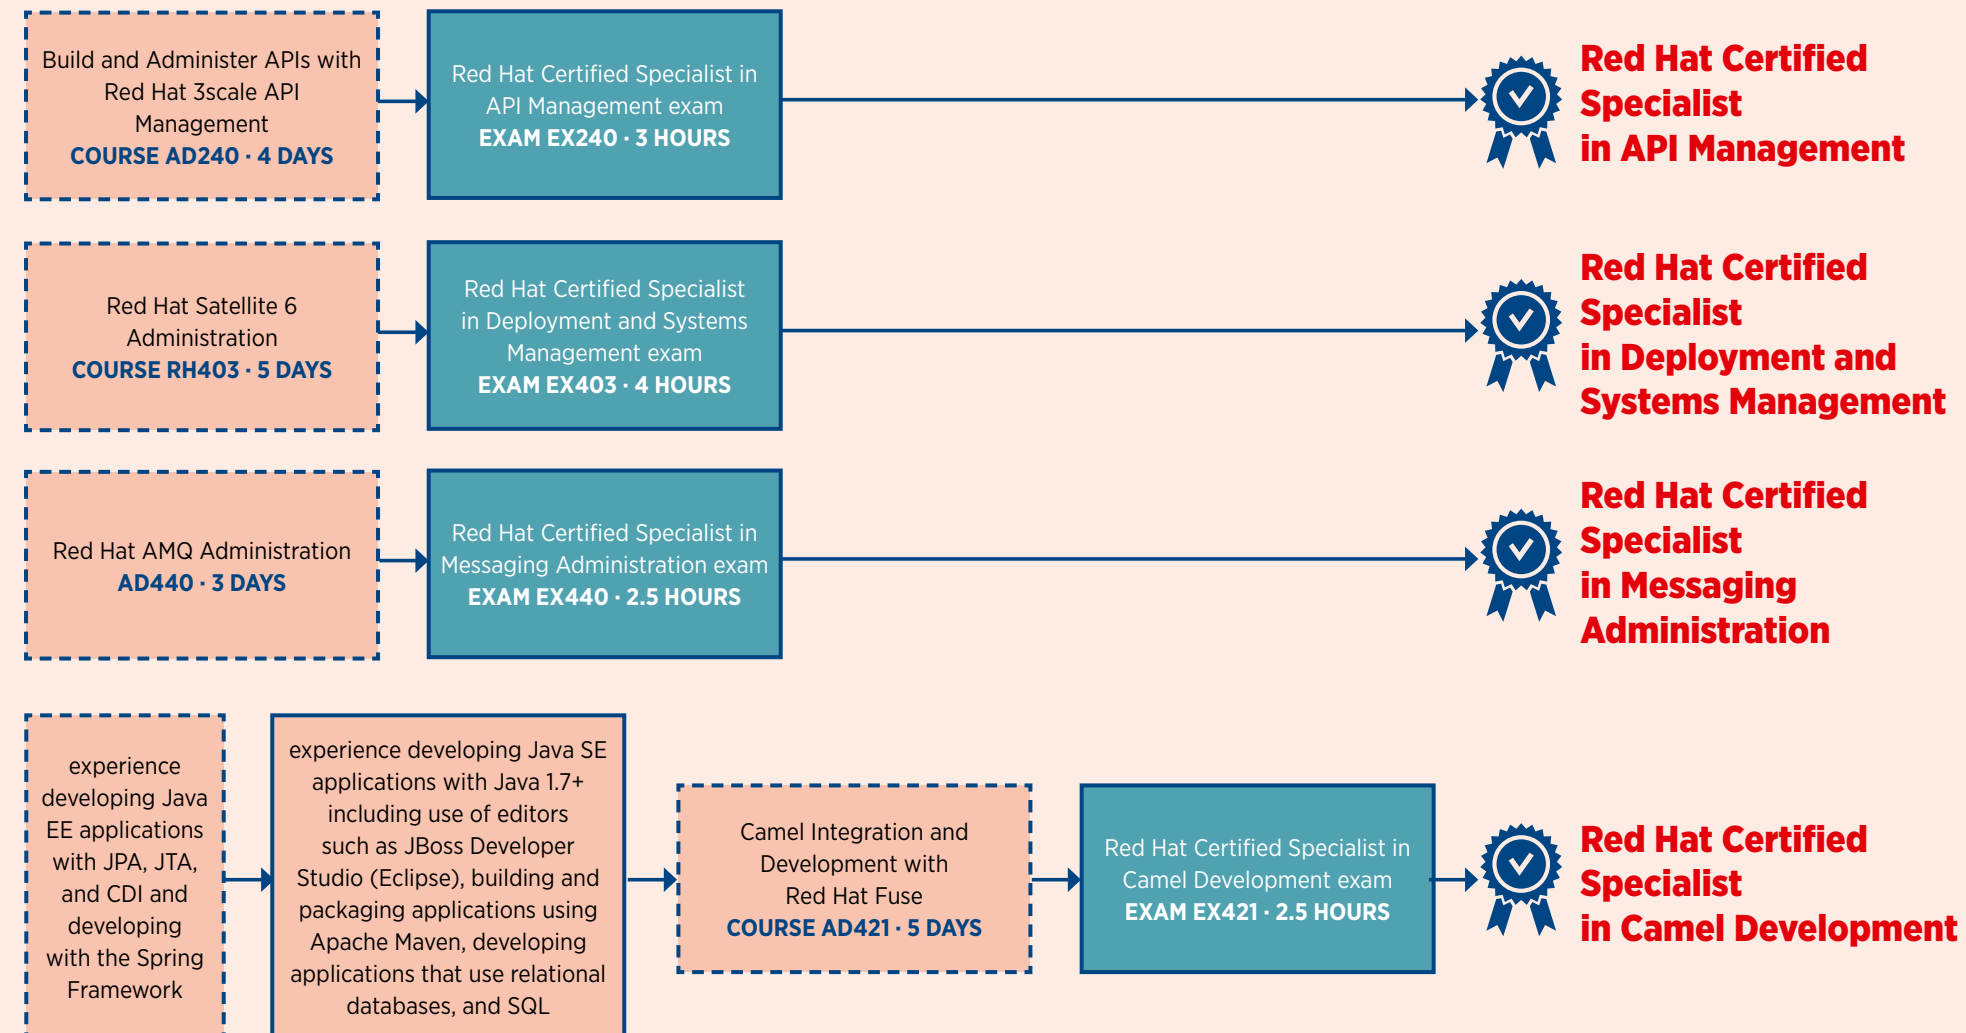 Build and Administer APIs with
Red Hat 3scale API
Management
COURSE AD240 · 4 DAYS
Red Hat Certified Specialist in
API Management exam
EXAM EX240 · 3 HOURS
Red Hat Certified
Specialist
in API Management
Red Hat Satellite 6
Administration
COURSE RH403 · 5 DAYS
Red Hat Certified Specialist
in Deployment and Systems
Management exam
EXAM EX403 · 4 HOURS
Red Hat Certified
Specialist
in Deployment and
Systems Management
Red Hat AMQ Administration
AD440 · 3 DAYS
Red Hat Certified Specialist in
Messaging Administration exam
EXAM EX440 · 2.5 HOURS
Red Hat Certified
Specialist
in Messaging
Administration
experience
developing Java
EE applications
with JPA, JTA,
and CDI and
developing
with the Spring
Framework
experience developing Java SE
applications with Java 1.7+
including use of editors
such as JBoss Developer
Studio (Eclipse), building and
packaging applications using
Apache Maven, developing
applications that use relational
databases, and SQL
Camel Integration and
Development with
Red Hat Fuse
COURSE AD421 · 5 DAYS
Red Hat Certified Specialist in
Camel Development exam
EXAM EX421 · 2.5 HOURS
Red Hat Certified
Specialist
in Camel Development